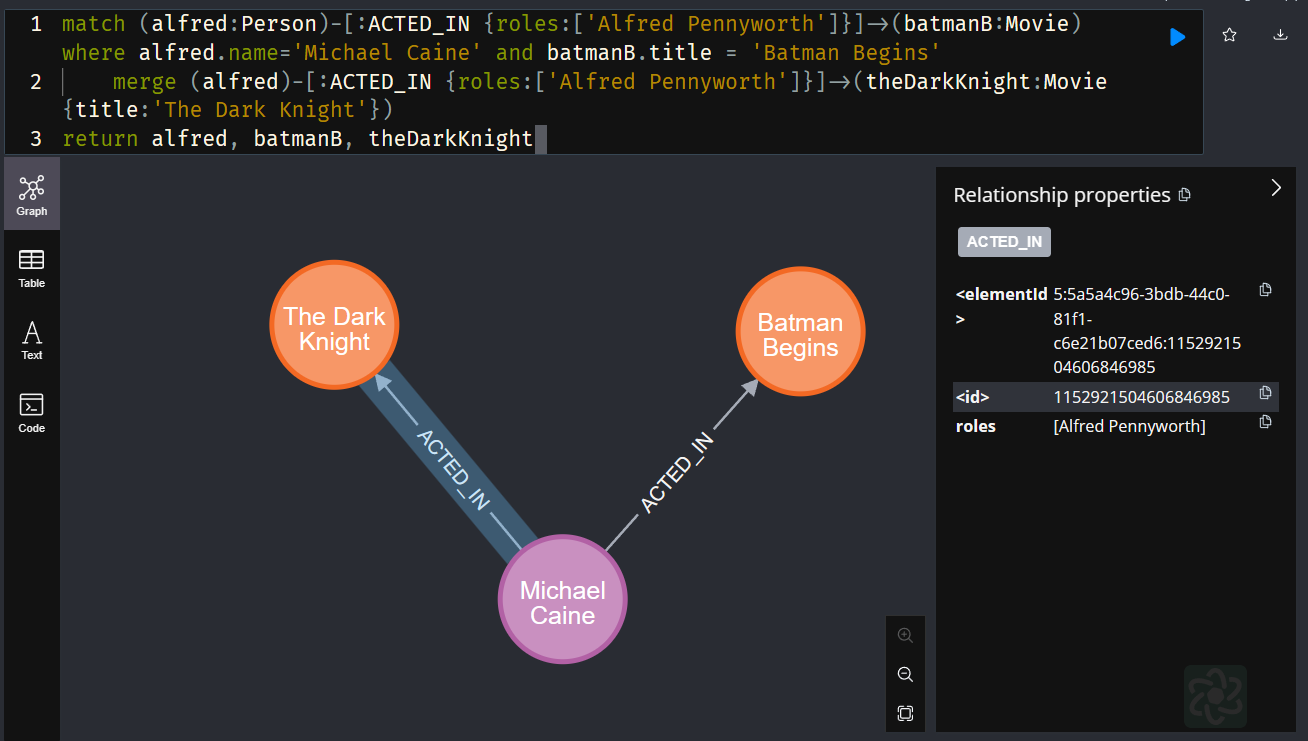 1 match (alfred:Person)-[:ACTED_IN {roles:['Alfred Pennyworth']}]->(batmanB:Movie)
where alfred.name='Michael Caine' and batmanB.title = 'Batman Begins'
2 merge (alfred)-[:ACTED_IN {roles:['Alfred Pennyworth']}]->(theDarkKnight:Movie
{title:'The Dark Knight'})
3 return alfred, batmanB, theDarkKnight
Graph
Table
Text
Code
The Dark
Knight
Batman
Begins
ACTED_IN
ACTED_IN
Michael
Caine
Relationship properties
ACTED_IN
<elementId 5:5a5a4c96-3bdb-44c0-
> 81f1-
c6e21b07ced6:11529215
04606846985
<id> 1152921504606846985
roles [Alfred Pennyworth]